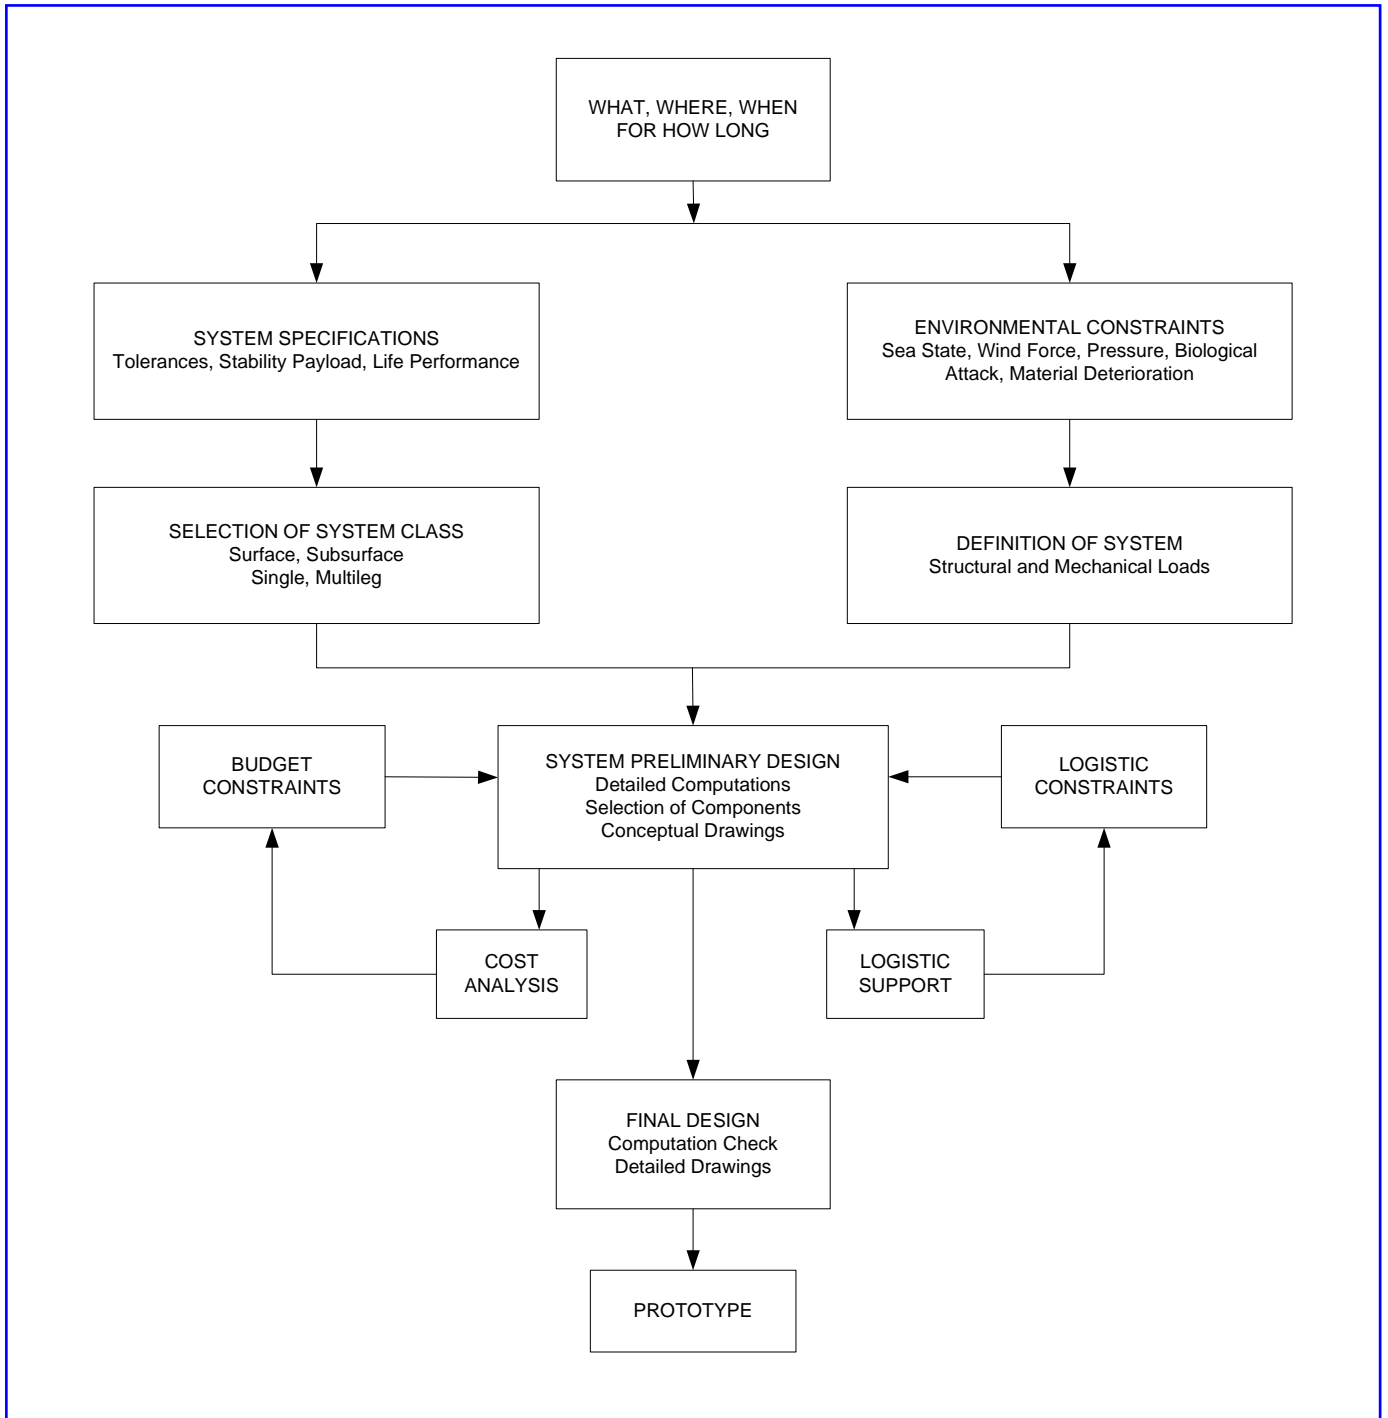 WHAT, WHERE, WHEN
FOR HOW LONG
SYSTEM SPECIFICATIONS
Tolerances, Stability Payload, Life Performance
ENVIRONMENTAL CONSTRAINTS
Sea State, Wind Force, Pressure, Biological
Attack, Material Deterioration
SELECTION OF SYSTEM CLASS
Surface, Subsurface
Single, Multileg
DEFINITION OF SYSTEM
Structural and Mechanical Loads
BUDGET
CONSTRAINTS
SYSTEM PRELIMINARY DESIGN
Detailed Computations
Selection of Components
Conceptual Drawings
LOGISTIC
CONSTRAINTS
COST
ANALYSIS
LOGISTIC
SUPPORT
FINAL DESIGN
Computation Check
Detailed Drawings
PROTOTYPE